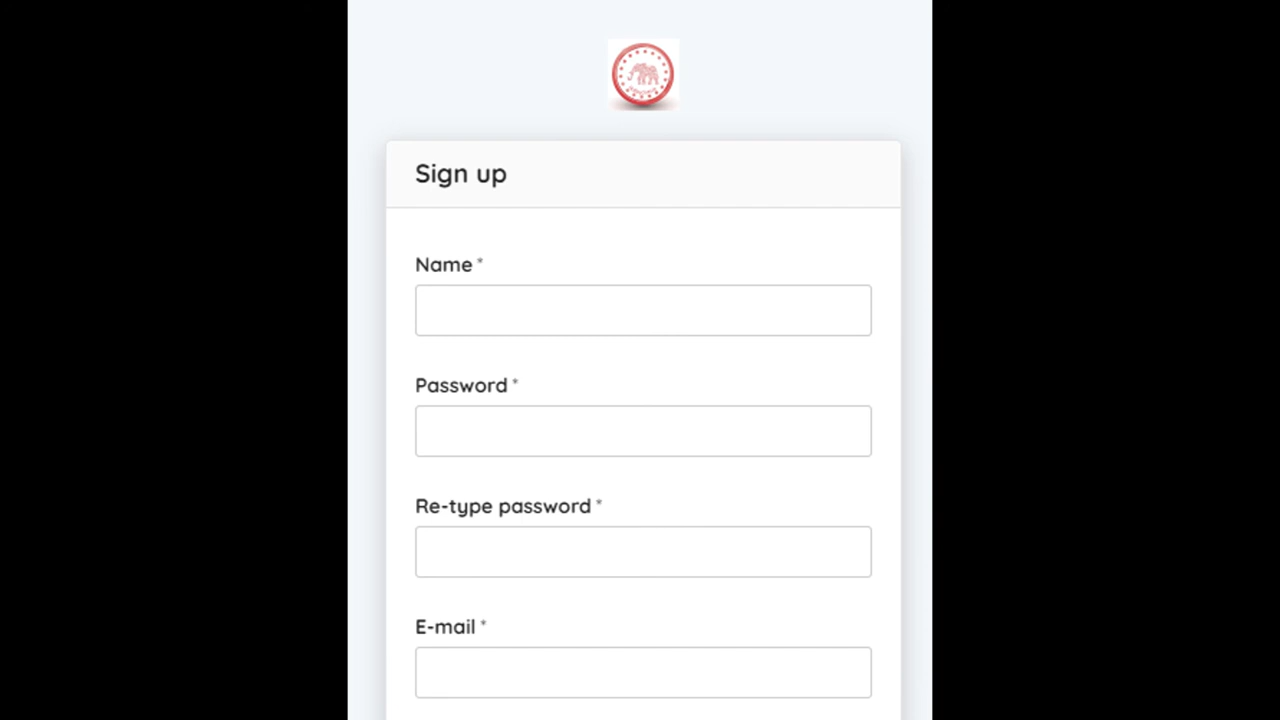 Sign up
Name *
Password *
Re-type password *
E-mail *